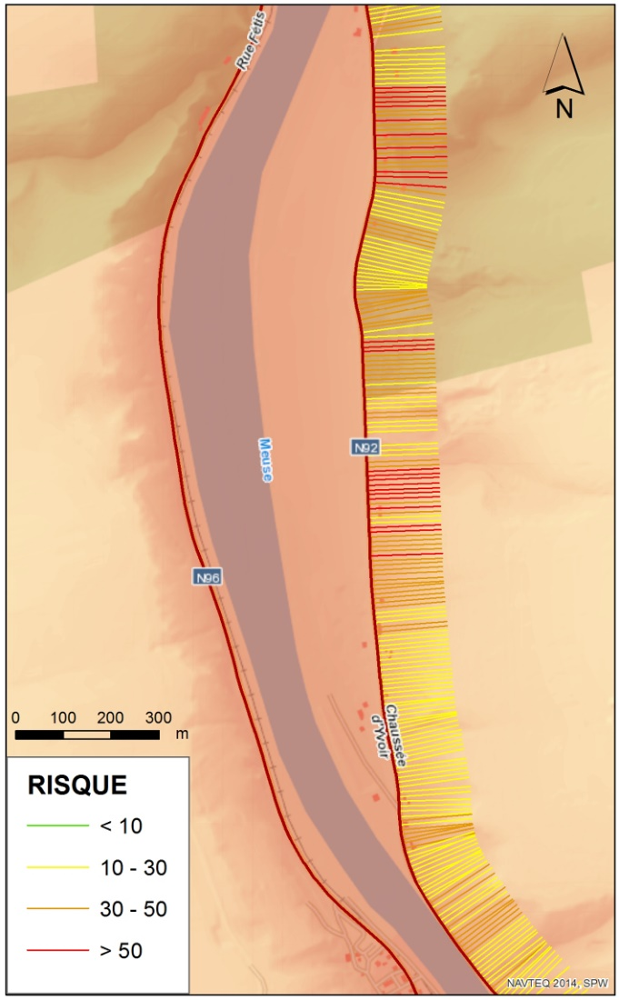 Rue Fétis
N
Meuse
N92
N96
0 100 200 300
m
Chaussée
d'Yvoir
RISQUE
< 10
10 - 30
30 - 50
> 50
NAVTEQ 2014, SPW